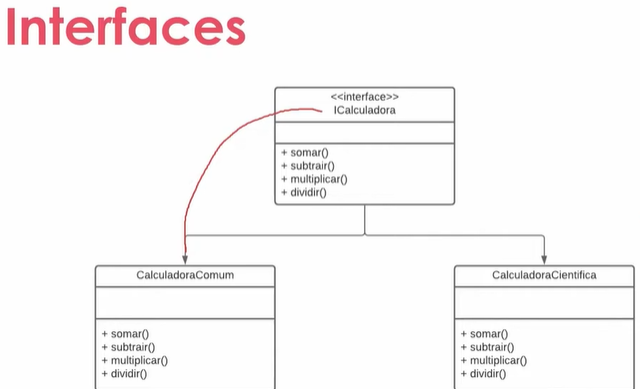 Interfaces
<<interface>>
ICalculadora
+ somar()
+ subtrair()
+ multiplicar()
+ dividir()
CalculadoraComum
+ somar()
+ subtrair()
+ multiplicar()
+ dividir()
CalculadoraCientifica
+ somar()
+ subtrair()
+ multiplicar()
+ dividir()